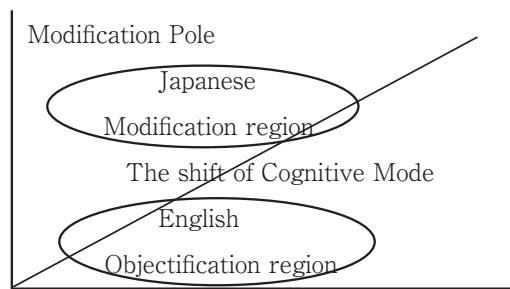 Modification Pole
Japanese
Modification region
The shift of Cognitive Mode
English
Objectification region